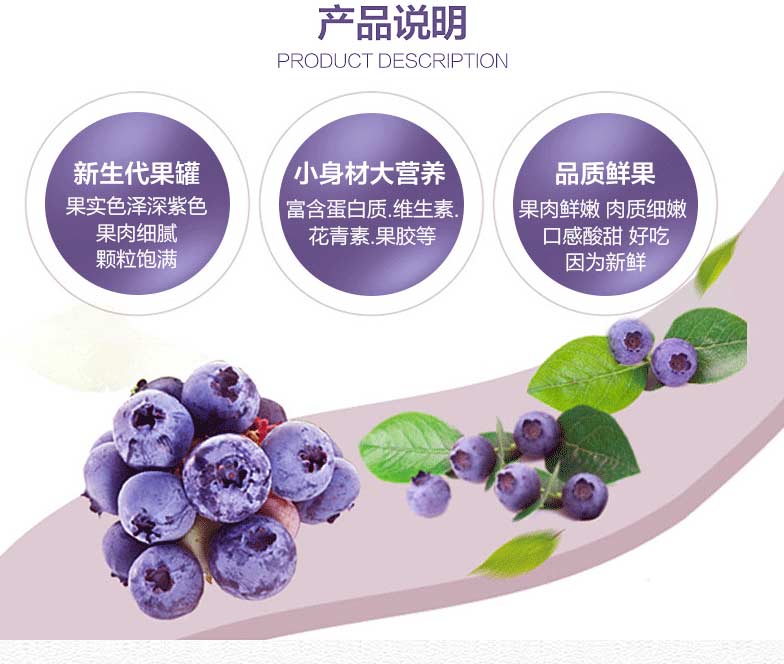 产品说明
PRODUCT DESCRIPTION
新生代果罐
果实色泽深紫色
果肉细腻
颗粒饱满
小身材大营养
富含蛋白质.维生素.
花青素.果胶等
品质鲜果
果肉鲜嫩 肉质细嫩
口感酸甜 好吃
因为新鲜